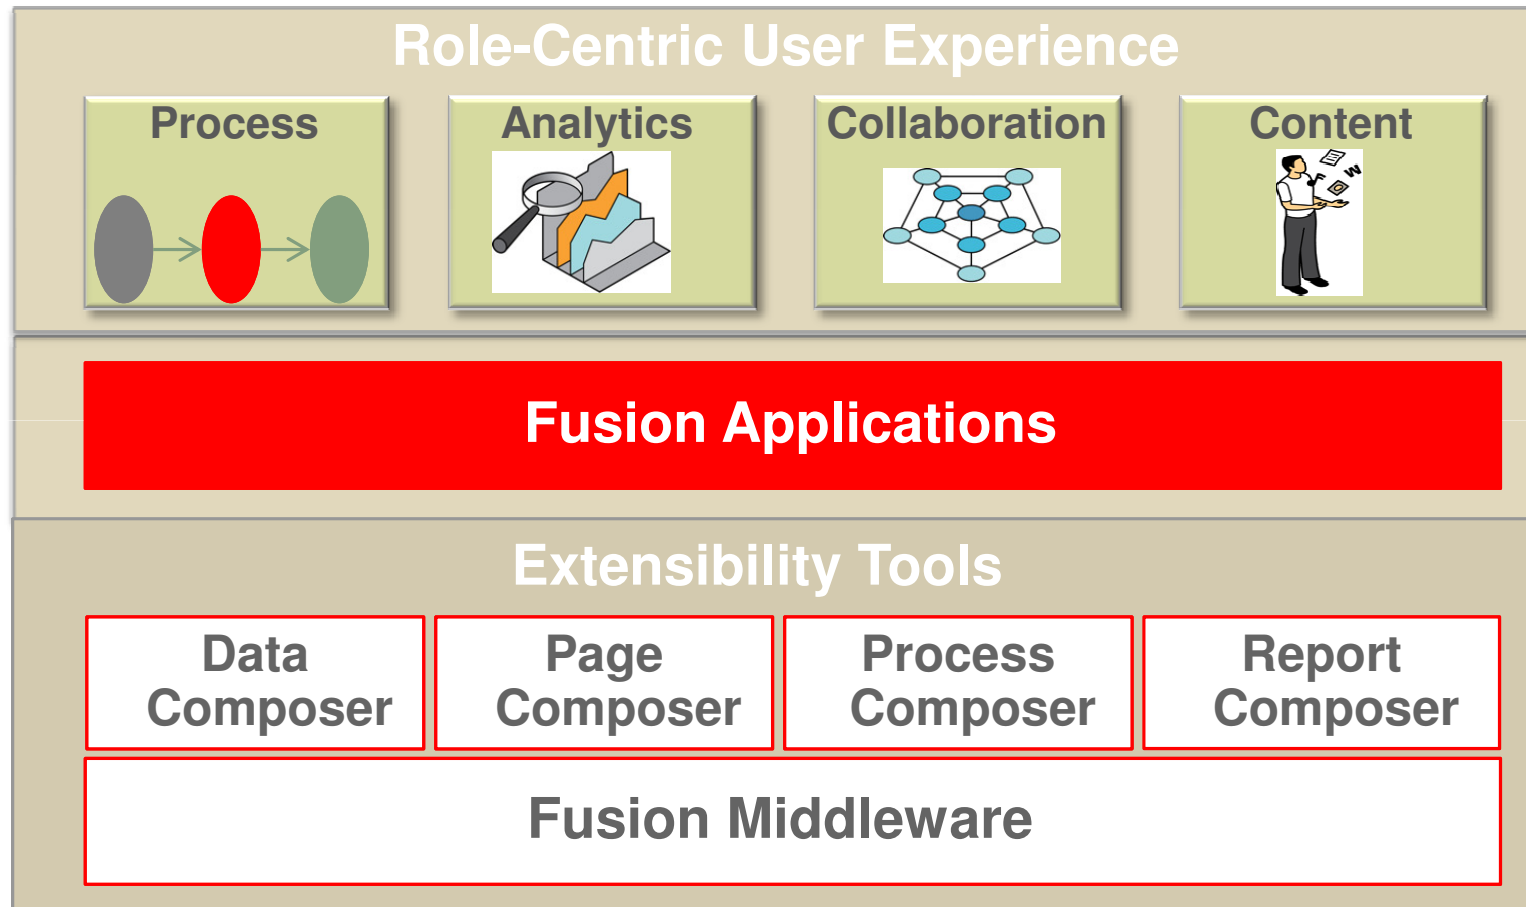 Role-Centric User Experience
Process
Analytics
Collaboration
Content
F
W
Fusion Applications
Extensibility Tools
Data
Composer
Page
Composer
Process
Composer
Report
Composer
Fusion Middleware